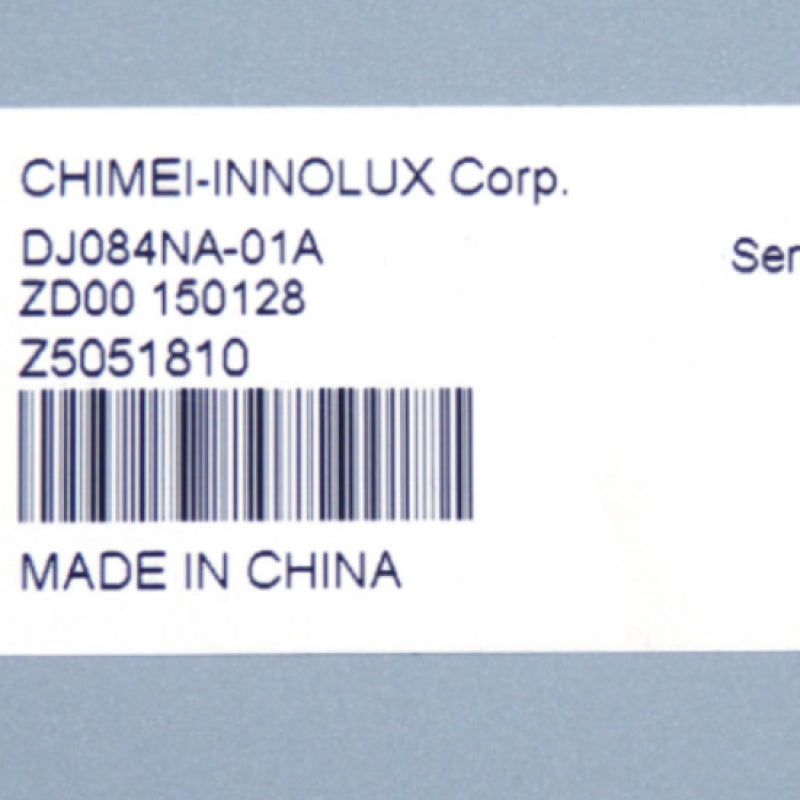 CHIMEI-INNOLUX Corp.
DJ084NA-01A
ZD00 150128
Z5051810
MADE IN CHINA